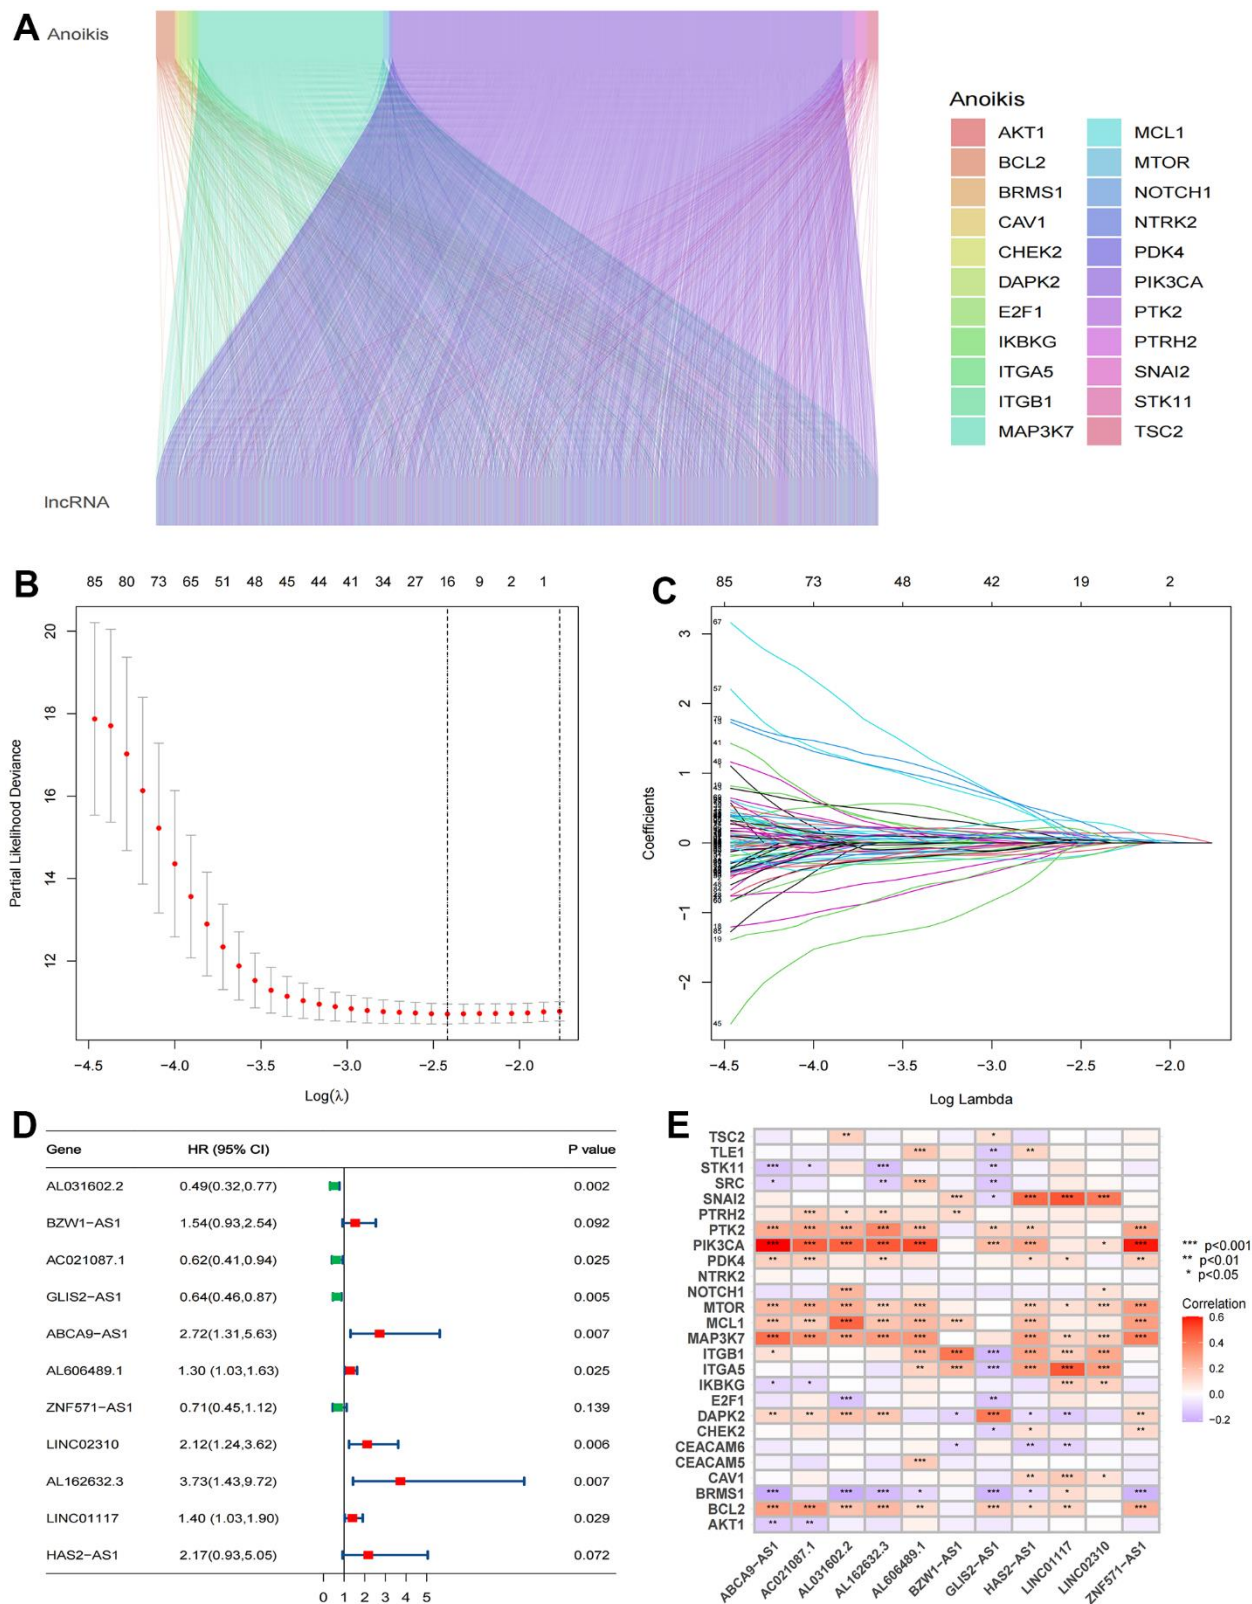 A
Anoikis
lncRNA
Anoikis
AKT1 MCL1
BCL2 MTOR
BRMS1 NOTCH1
CAV1 NTRK2
CHEK2 PDK4
DAPK2 PIK3CA
E2F1 PTK2
IKBKG PTRH2
ITGA5 SNAI2
ITGB1 STK11
MAP3K7 TSC2
B
85 80 73 65 51 48 45 44 41 34 27 16 9 2 1
Partial Likelihood Deviance
20
18
16
14
12
−4.5 −4.0 −3.5 −3.0 −2.5 −2.0
Log(λ)
C
85 73 48 42 19 2
Coefficients
3
2
1
0
−1
−2
67
57
41
19
45
−4.5 −4.0 −3.5 −3.0 −2.5 −2.0
Log Lambda
D
Gene HR (95% CI) P value
AL031602.2 0.49(0.32,0.77) 0.002
BZW1−AS1 1.54(0.93,2.54) 0.092
AC021087.1 0.62(0.41,0.94) 0.025
GLIS2−AS1 0.64(0.46,0.87) 0.005
ABCA9−AS1 2.72(1.31,5.63) 0.007
AL606489.1 1.30 (1.03,1.63) 0.025
ZNF571−AS1 0.71(0.45,1.12) 0.139
LINC02310 2.12(1.24,3.62) 0.006
AL162632.3 3.73(1.43,9.72) 0.007
LINC01117 1.40 (1.03,1.90) 0.029
HAS2−AS1 2.17(0.93,5.05) 0.072
0 1 2 3 4 5
E
TSC2 ** *
TLE1 *** ** **
STK11 *** * *** **
SRC * ** *** **
SNAI2 *** * *** *** ***
PTRH2 *** * ** **
PTK2 *** *** *** *** *** ** ** ***
PIK3CA *** *** *** *** *** *** *** * ***
PDK4 ** *** ** * * **
NTRK2
NOTCH1 *** *
MTOR *** *** *** *** *** *** * *** ***
MCL1 *** *** *** *** *** *** *** *** ***
MAP3K7 *** *** *** *** *** *** ** *** ***
ITGB1 * *** *** *** *** *** ***
ITGA5 ** *** *** *** *** ***
IKBKG * * *** **
E2F1 *** **
DAPK2 ** ** *** *** * *** * ** **
CHEK2 * * **
CEACAM6 * ** **
CEACAM5 ***
CAV1 ** *** *
BRMS1 *** *** *** * *** * * ***
BCL2 *** *** *** *** ** *** * ** ***
AKT1 ** **
ABCA9−AS1
AC021087.1
AL031602.2
AL162632.3
AL606489.1
BZW1−AS1
GLIS2−AS1
HAS2−AS1
LINC01117
LINC02310
ZNF571−AS1
*** p<0.001
** p<0.01
* p<0.05
Correlation
0.6
0.4
0.2
0.0
−0.2